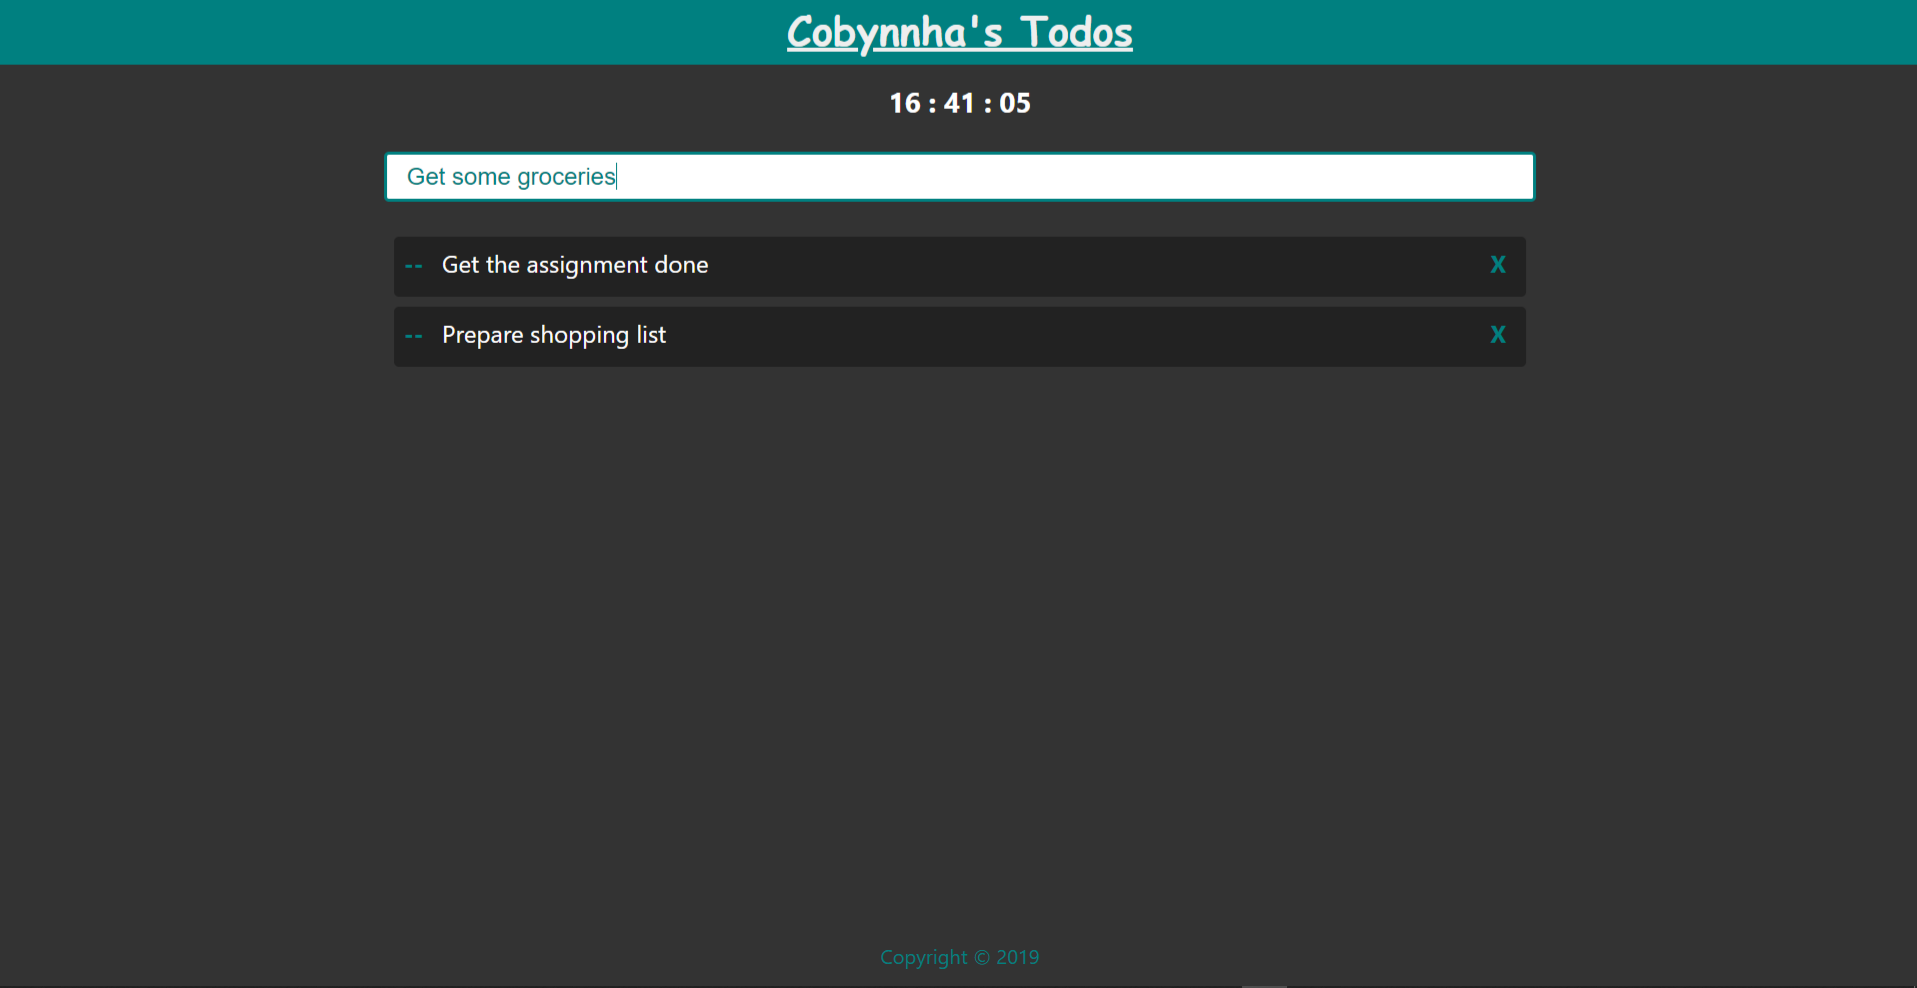 Cobynnha's Todos
16 : 41 : 05
Get some groceries
-- Get the assignment done X
-- Prepare shopping list X
Copyright © 2019